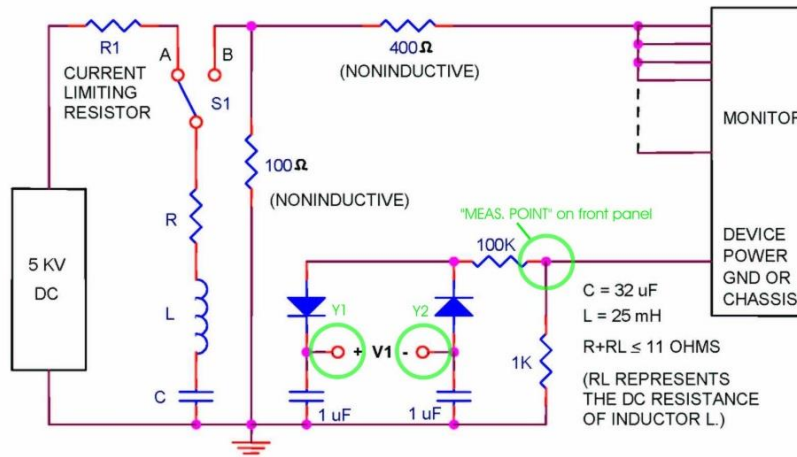 R1
CURRENT
LIMITING
RESISTOR
A
B
S1
400Ω
(NONINDUCTIVE)
MONITOR
100Ω
(NONINDUCTIVE)
R
"MEAS. POINT" on front panel
5 KV
DC
L
100K
DEVICE
POWER
GND OR
CHASSIS
Y1
Y2
+ V1 -
C
1 uF
1 uF
1K
C = 32 uF
L = 25 mH
R+RL ≤ 11 OHMS
(RL REPRESENTS
THE DC RESISTANCE
OF INDUCTOR L.)